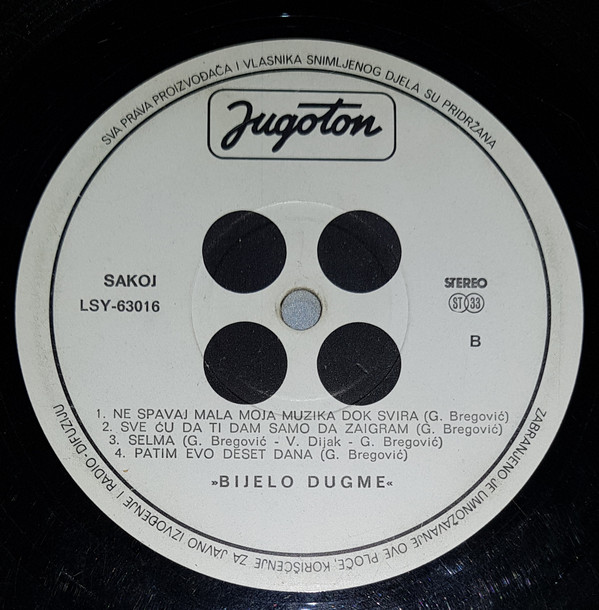 SVA PRAVA PROIZVOĐAČA I VLASNIKA SNIMLJENOG DJELA SU PRIDRŽANA
Jugoton
SAKOJ
LSY-63016
STEREO
ST 33
B
1. NE SPAVAJ MALA MOJA MUZIKA DOK SVIRA (G. Bregović)
2. SVE ĆU DA TI DAM SAMO DA ZAIGRAM (G. Bregović)
3. SELMA (G. Bregović - V. Dijak - G. Bregović)
4. PATIM EVO DESET DANA (G. Bregović)
»BIJELO DUGME«
ZABRANJENO JE UMNOŽAVANJE OVE PLOČE, KORIŠĆENJE ZA JAVNO IZVOĐENJE I RADIO-DIFUZIJU